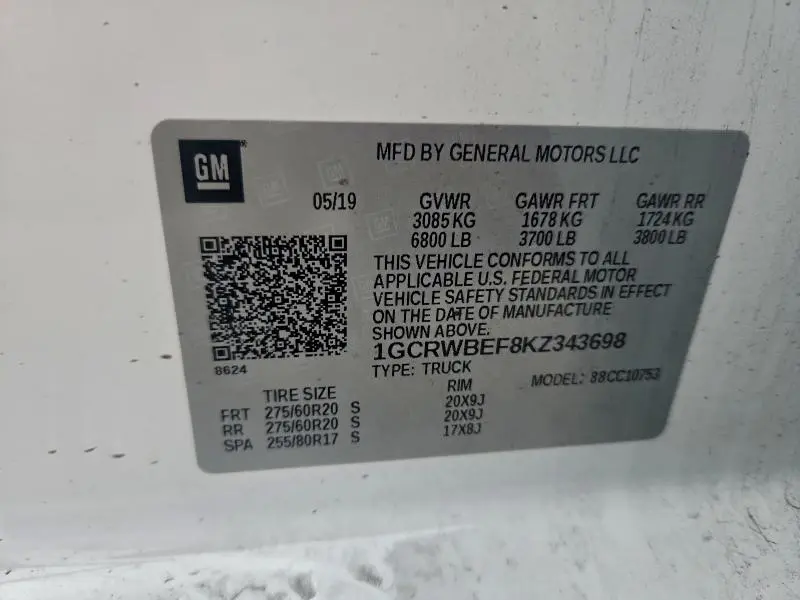 GM
MFD BY GENERAL MOTORS LLC
05/19 GVWR GAWR FRT GAWR RR
3085 KG 1678 KG 1724 KG
6800 LB 3700 LB 3800 LB
THIS VEHICLE CONFORMS TO ALL
APPLICABLE U.S. FEDERAL MOTOR
VEHICLE SAFETY STANDARDS IN EFFECT
ON THE DATE OF MANUFACTURE
SHOWN ABOVE.
1GCRWBEF8KZ343698
8624
TYPE: TRUCK MODEL: 88CC10753
TIRE SIZE RIM
FRT 275/60R20 S 20X9J
RR 275/60R20 S 20X9J
SPA 255/80R17 S 17X8J